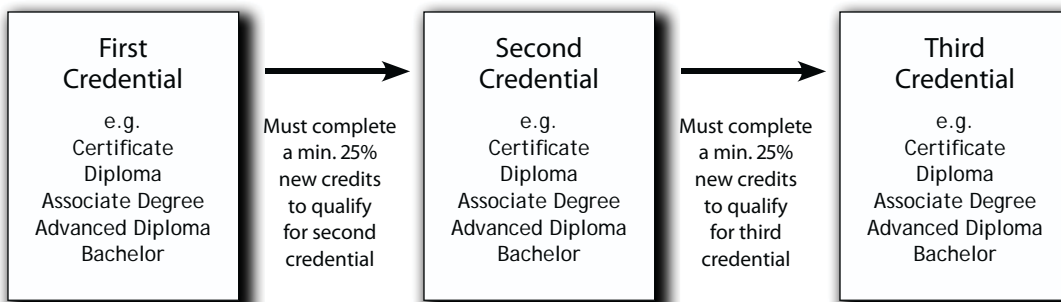 First
Credential
e.g.
Certificate
Diploma
Associate Degree
Advanced Diploma
Bachelor
Must complete
a min. 25%
new credits
to qualify
for second
credential
Second
Credential
e.g.
Certificate
Diploma
Associate Degree
Advanced Diploma
Bachelor
Must complete
a min. 25%
new credits
to qualify
for third
credential
Third
Credential
e.g.
Certificate
Diploma
Associate Degree
Advanced Diploma
Bachelor